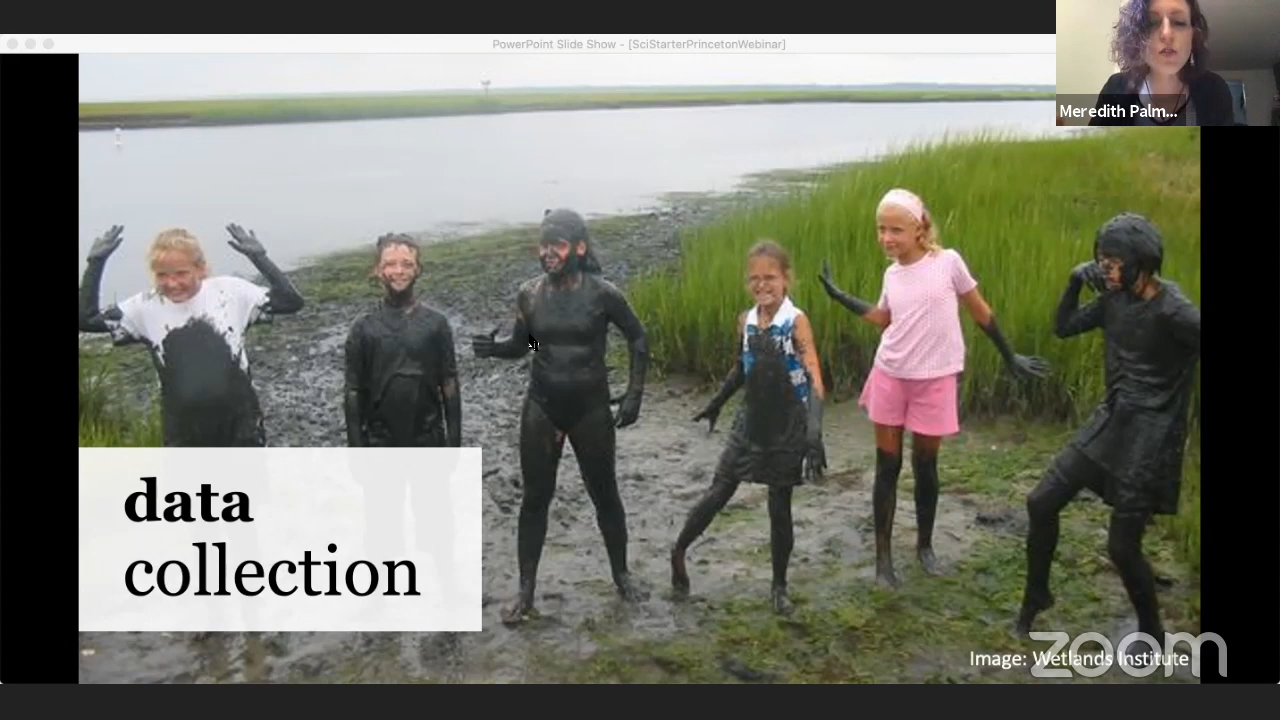 PowerPoint Slide Show - [SciStarterPrincetonWebinar]
Meredith Palm...
data
collection
Image: Wetlands Institute
zoom